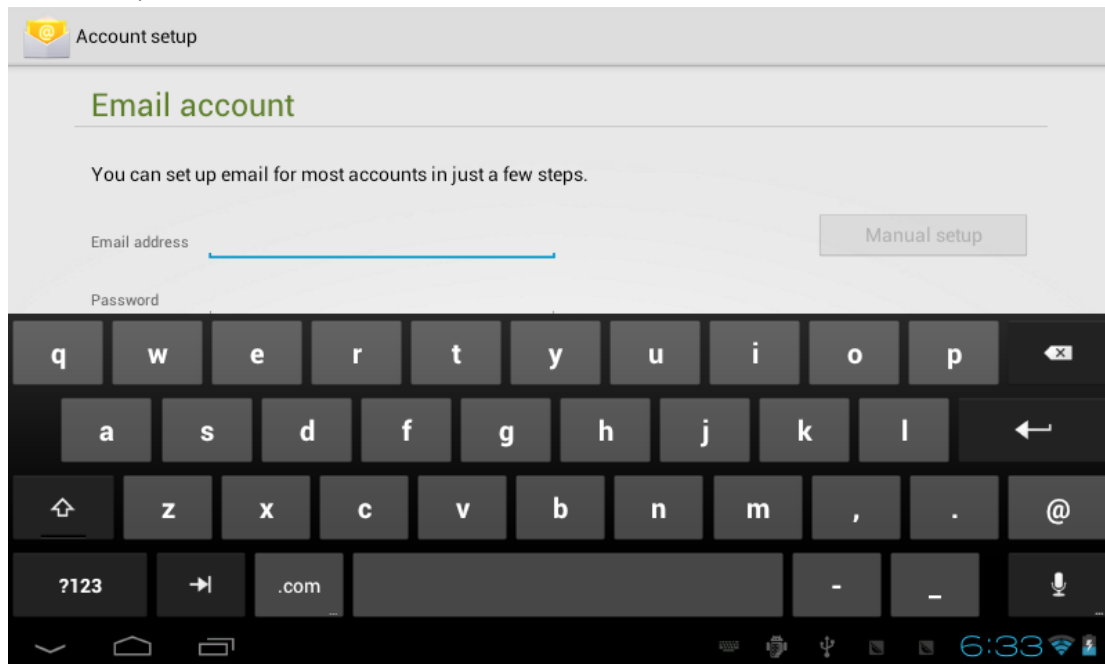 Account setup
Email account
You can set up email for most accounts in just a few steps.
Email address
Manual setup
Password
q w e r t y u i o p
a s d f g h j k l
z x c v b n m , . @
?123 .com - _
6:33